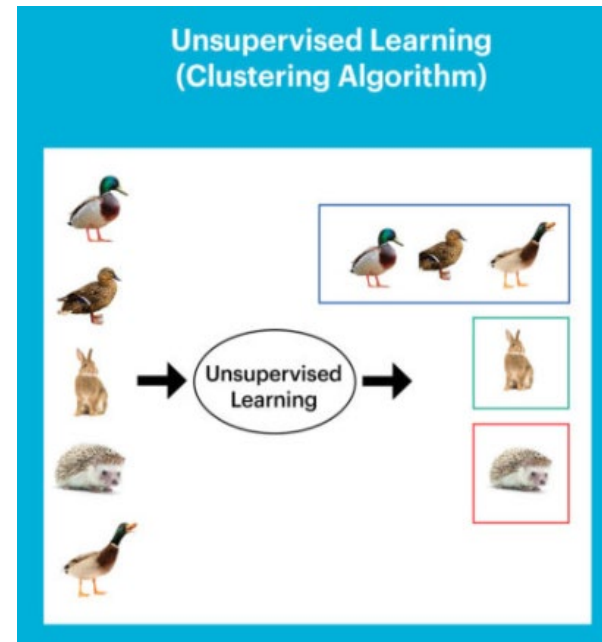 Unsupervised Learning
(Clustering Algorithm)
Unsupervised
Learning